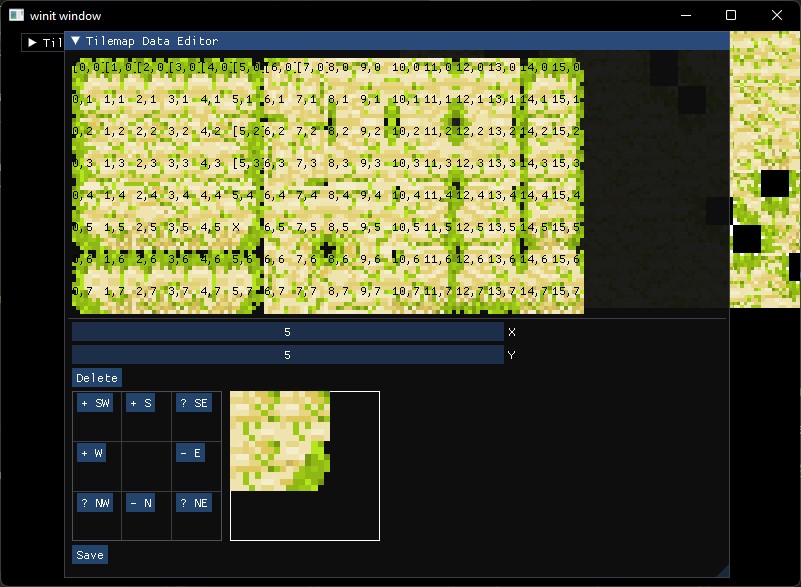 winit window
Til
Tilemap Data Editor
[0,0[1,0[2,0[3,0[4,0[5,0[6,0[7,0[8,0 9,0 10,0 11,0 12,0 13,0 14,0 15,0
0,1 1,1 2,1 3,1 4,1 5,1 6,1 7,1 8,1 9,1 10,1 11,1 12,1 13,1 14,1 15,1
0,2 1,2 2,2 3,2 4,2 [5,2 6,2 7,2 8,2 9,2 10,2 11,2 12,2 13,2 14,2 15,2
0,3 1,3 2,3 3,3 4,3 [5,3 6,3 7,3 8,3 9,3 10,3 11,3 12,3 13,3 14,3 15,3
0,4 1,4 2,4 3,4 4,4 5,4 6,4 7,4 8,4 9,4 10,4 11,4 12,4 13,4 14,4 15,4
0,5 1,5 2,5 3,5 4,5 X 6,5 7,5 8,5 9,5 10,5 11,5 12,5 13,5 14,5 15,5
0,6 1,6 2,6 3,6 4,6 5,6 6,6 7,6 8,6 9,6 10,6 11,6 12,6 13,6 14,6 15,6
0,7 1,7 2,7 3,7 4,7 5,7 6,7 7,7 8,7 9,7 10,7 11,7 12,7 13,7 14,7 15,7
5 X
5 Y
Delete
+ SW + S ? SE
+ W - E
? NW - N ? NE
Save